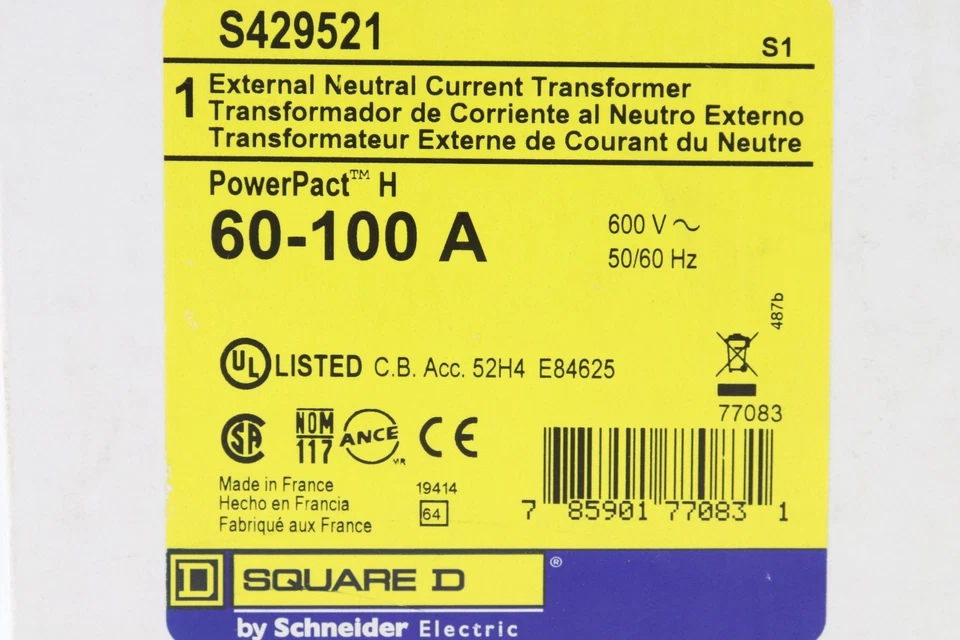 S429521
S1
1
External Neutral Current Transformer
Transformador de Corriente al Neutro Externo
Transformateur Externe de Courant du Neutre
PowerPact™ H
60-100 A
600 V ~
50/60 Hz
487b
UL LISTED C.B. Acc. 52H4 E84625
77083
SA NOM 117 ANCE CE
Made in France
Hecho en Francia
Fabriqué aux France
19414
64
7 85901 77083 1
D SQUARE D ®
by Schneider Electric